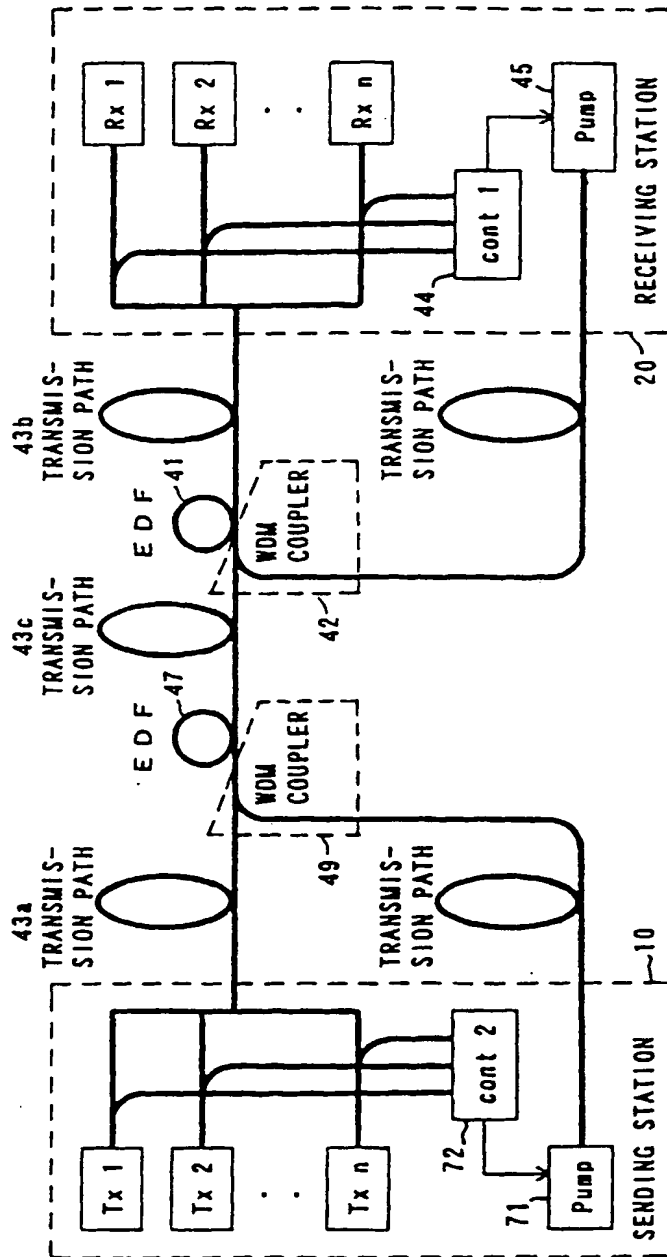 Tx 1
Tx 2
. .
Tx n
72
cont 2
71
Pump
SENDING STATION
10
43a
TRANSMIS-
SION PATH
TRANSMIS-
SION PATH
EDF
47
WDM
COUPLER
49
43c
TRANSMIS-
SION PATH
EDF
41
WDM
COUPLER
42
43b
TRANSMIS-
SION PATH
TRANSMIS-
SION PATH
Rx 1
Rx 2
. .
Rx n
44
cont 1
45
Pump
RECEIVING STATION
20